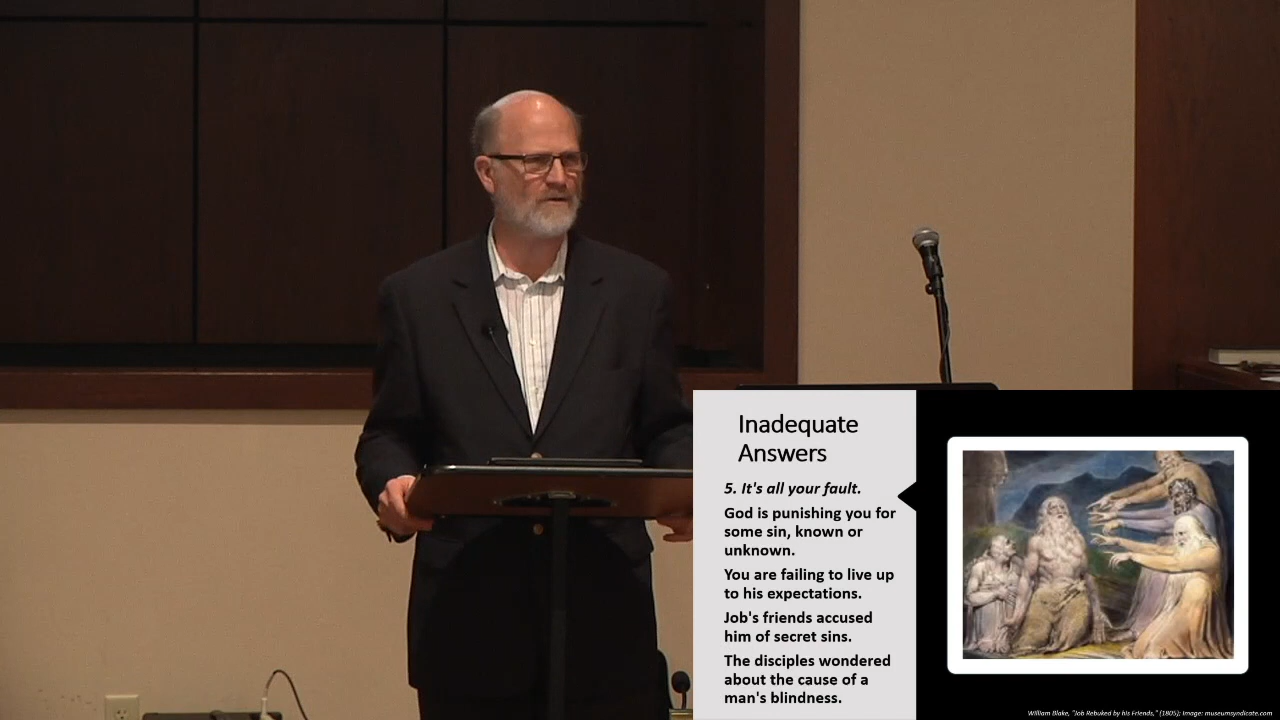 Inadequate
Answers
5. It's all your fault.
God is punishing you for
some sin, known or
unknown.
You are failing to live up
to his expectations.
Job's friends accused
him of secret sins.
The disciples wondered
about the cause of a
man's blindness.
William Blake, "Job Rebuked by his Friends," (1805); Image: museumsyndicate.com